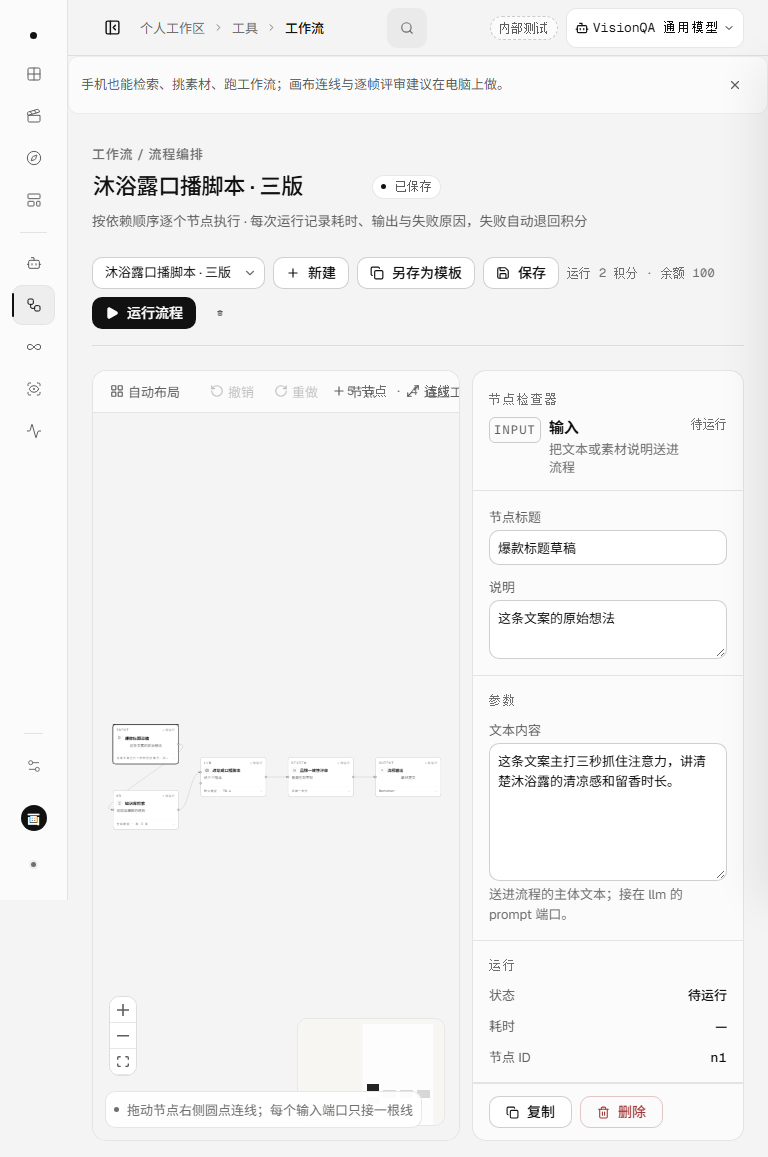 个人工作区 › 工具 › 工作流
内部测试
VisionQA 通用模型
手机也能检索、挑素材、跑工作流；画布连线与逐帧评审建议在电脑上做。
工作流 / 流程编排
沐浴露口播脚本 · 三版
已保存
按依赖顺序逐个节点执行 · 每次运行记录耗时、输出与失败原因，失败自动退回积分
沐浴露口播脚本 · 三版
新建
另存为模板
保存
运行 2 积分 · 余额 100
运行流程
自动布局
撤销
重做
节点
连线
节点检查器
INPUT
输入
待运行
把文本或素材说明送进
流程
节点标题
爆款标题草稿
说明
这条文案的原始想法
参数
文本内容
这条文案主打三秒抓住注意力，讲清
楚沐浴露的清凉感和留香时长。
送进流程的主体文本；接在 llm 的
prompt 端口。
运行
状态
待运行
耗时
—
节点 ID
n1
画
拖动节点右侧圆点连线；每个输入端口只接一根线
复制
删除